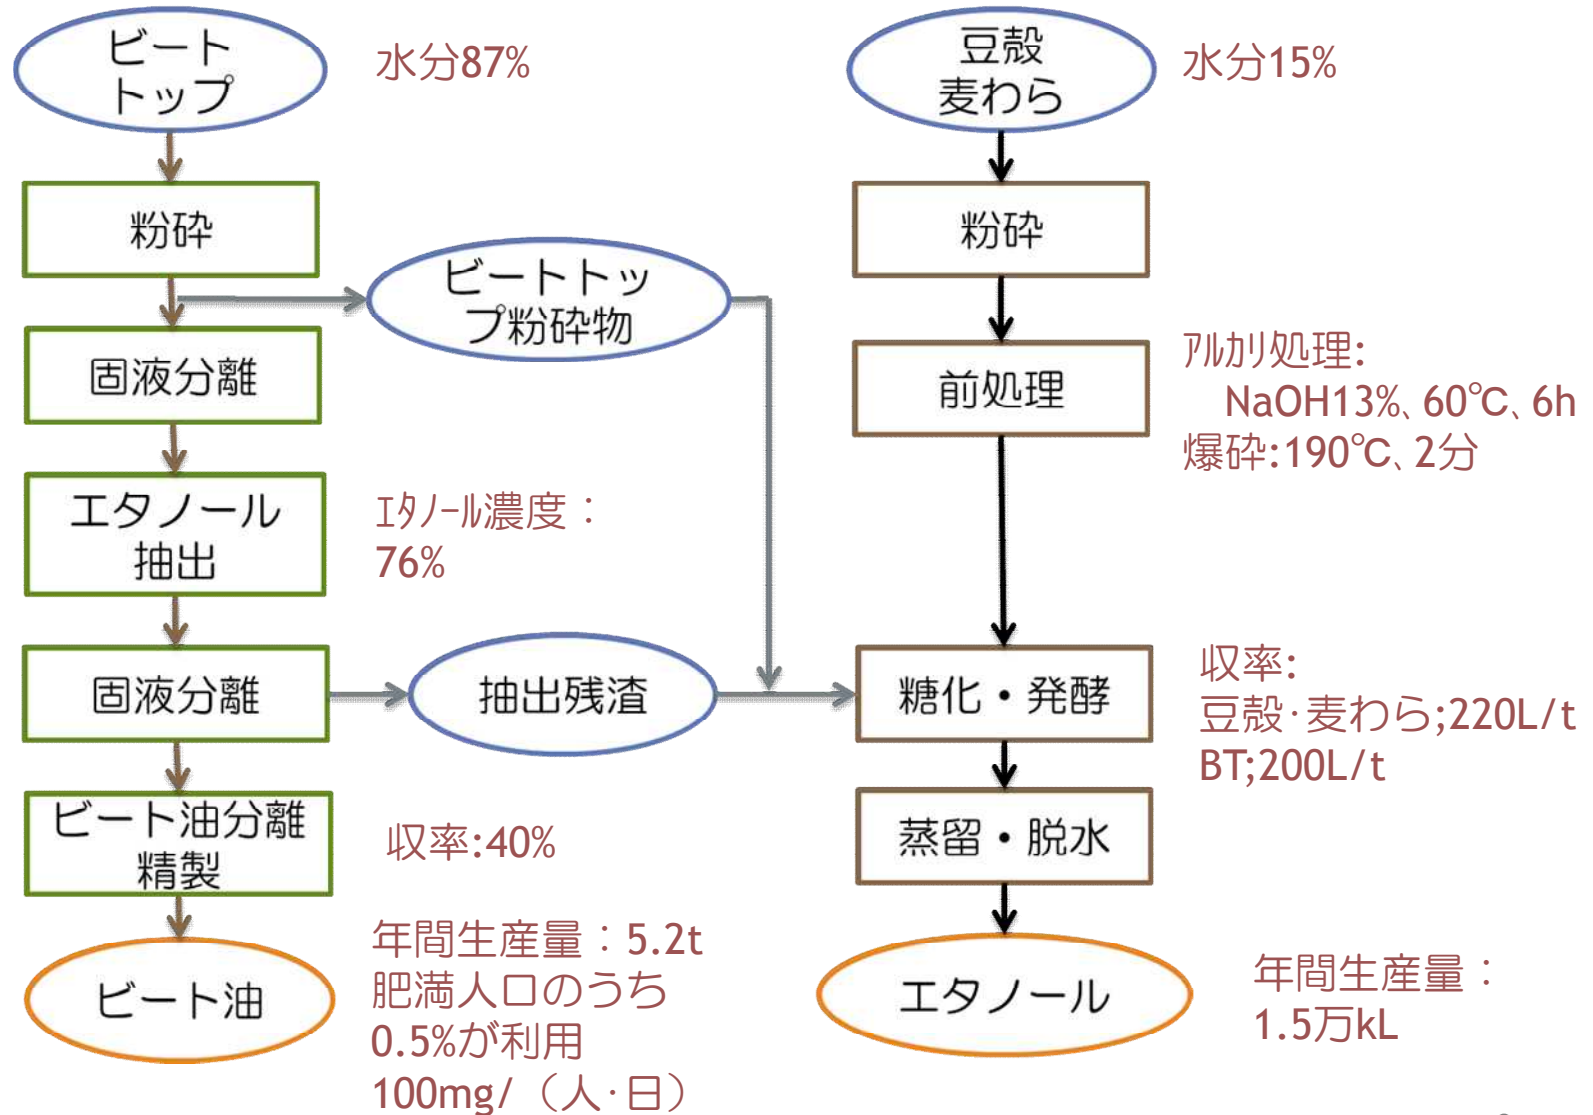 ビート
トップ
水分87%
粉砕
ビートトッ
プ粉砕物
固液分離
エタノール
抽出
ｴﾀﾉｰﾙ濃度：
76%
固液分離
抽出残渣
ビート油分離
精製
収率:40%
ビート油
年間生産量：5.2t
肥満人口のうち
0.5%が利用
100mg/（人･日）
豆殻
麦わら
水分15%
粉砕
前処理
ｱﾙｶﾘ処理:
NaOH13%､60℃､6h
爆砕:190℃､2分
糖化・発酵
収率:
豆殻･麦わら;220L/t
BT;200L/t
蒸留・脱水
エタノール
年間生産量：
1.5万kL